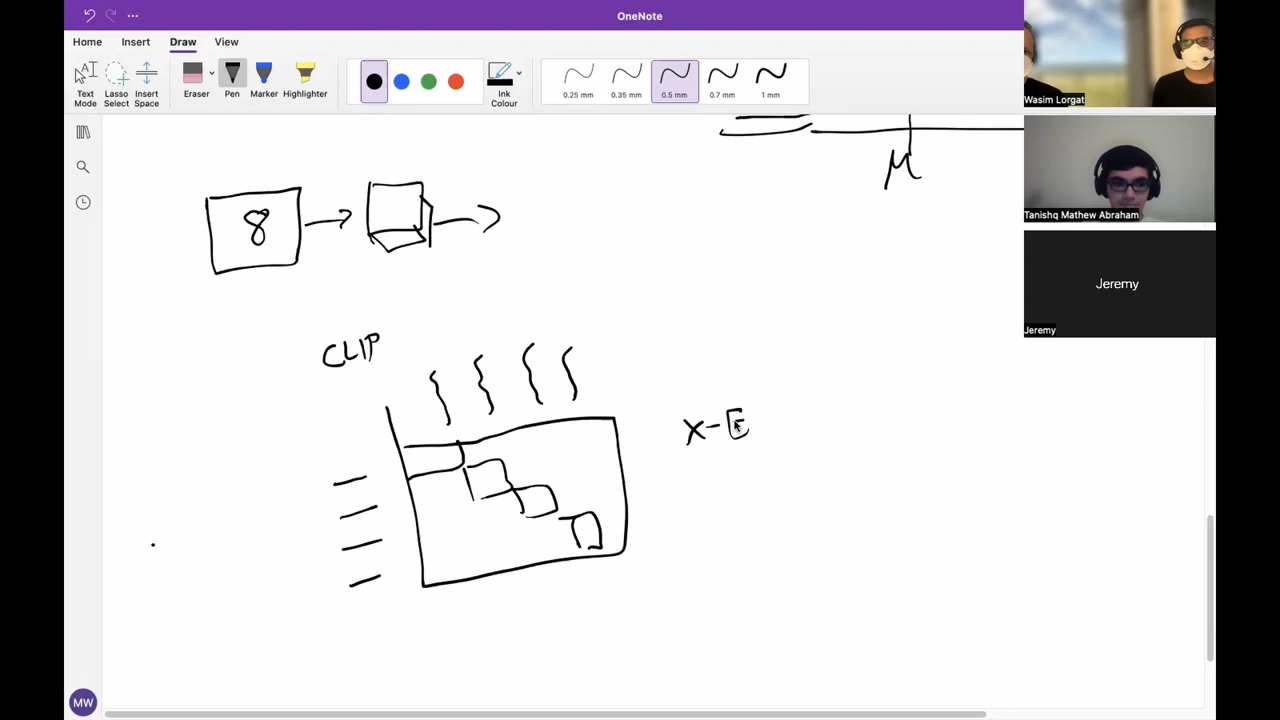 OneNote
Home Insert Draw View
Text Mode
Lasso Select
Insert Space
Eraser
Pen
Marker
Highlighter
Ink Colour
0.25 mm
0.35 mm
0.5 mm
0.7 mm
1 mm
Wasim Lorgat
Tanishq Mathew Abraham
Jeremy
Jeremy
M
8
CLIP
X-E
MW